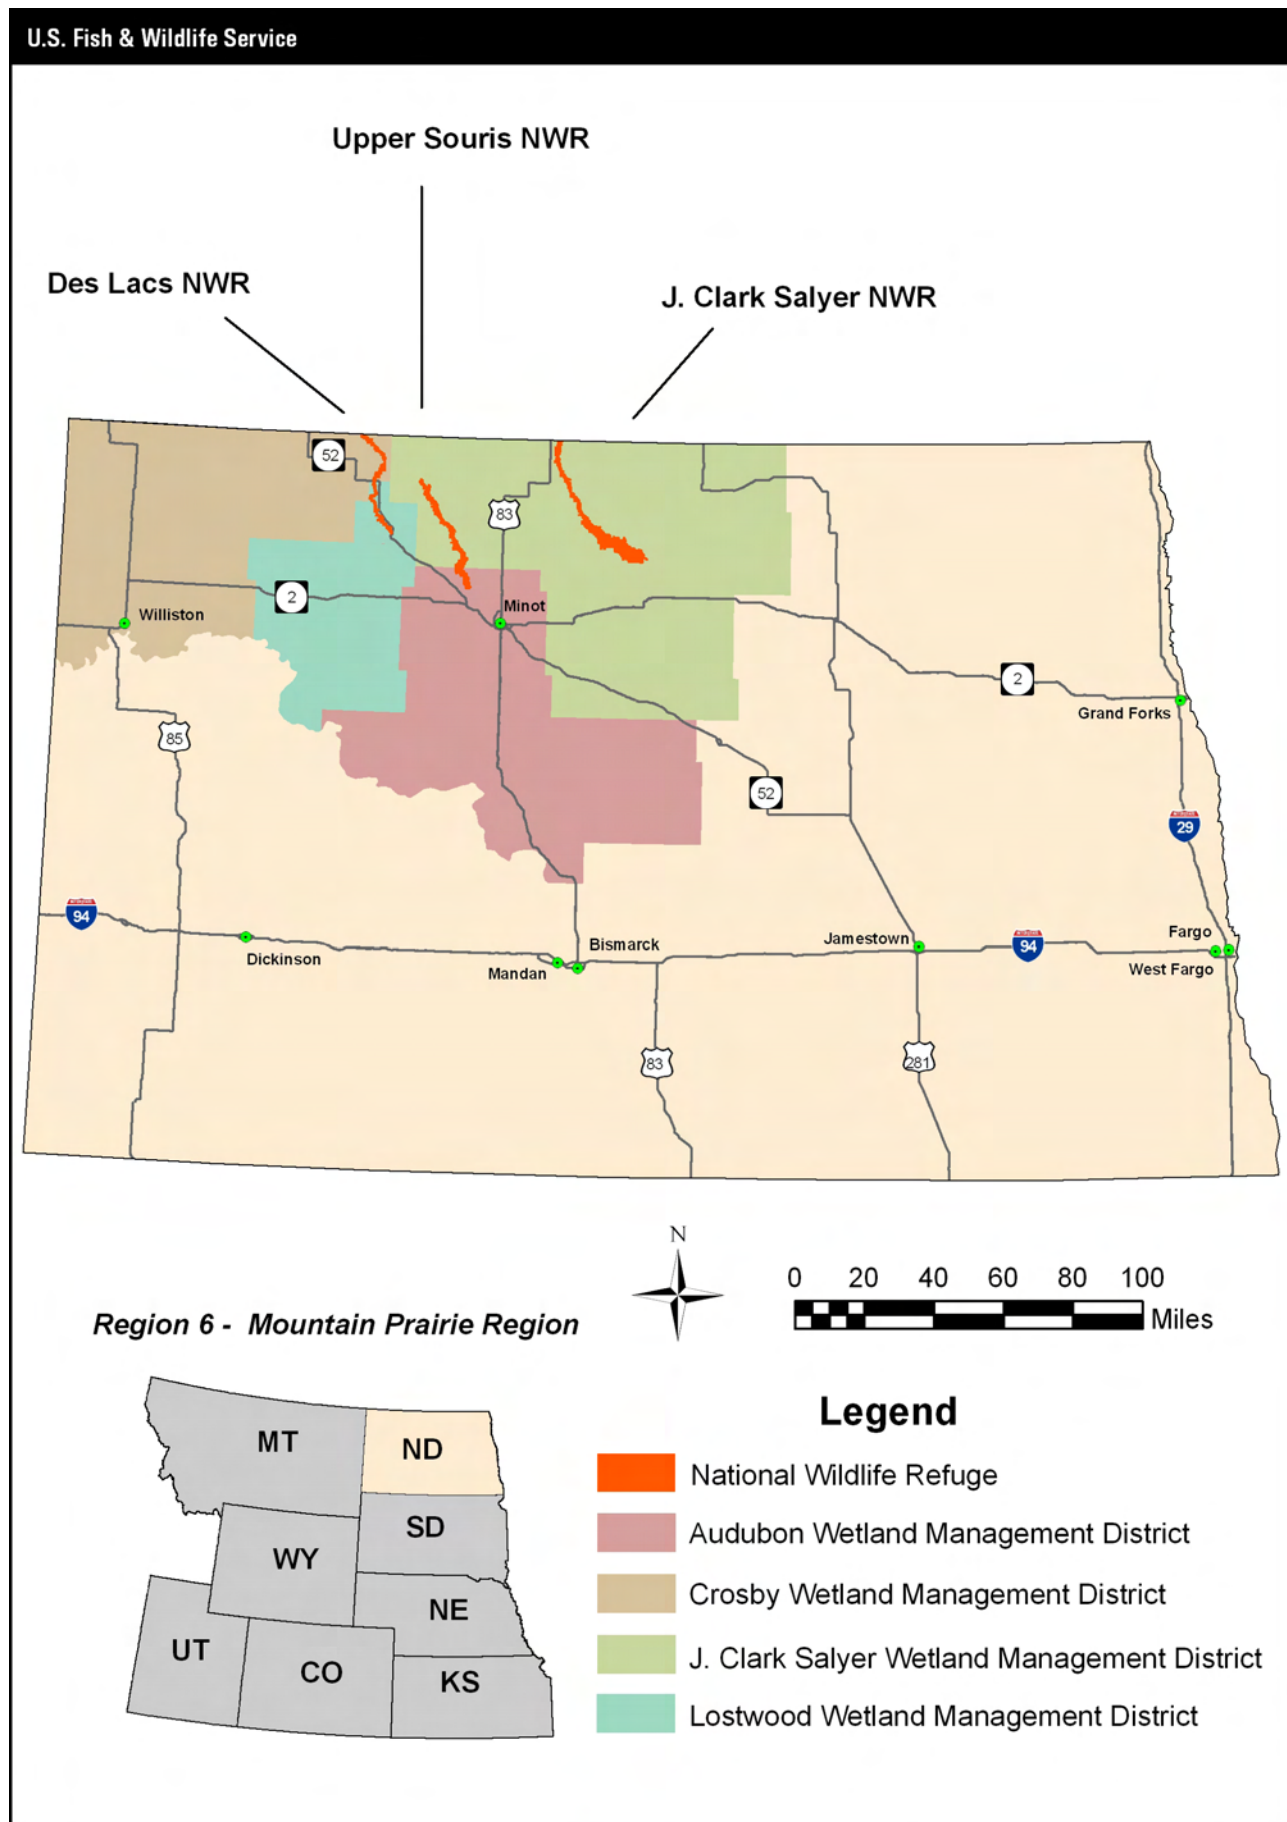 U.S. Fish & Wildlife Service
Upper Souris NWR
Des Lacs NWR
J. Clark Salyer NWR
52
83
2
Williston
Minot
2
Grand Forks
85
52
29
94
Dickinson
Mandan
Bismarck
Jamestown
94
Fargo
West Fargo
83
281
N
0 20 40 60 80 100
Miles
Region 6 - Mountain Prairie Region
MT
ND
SD
WY
NE
UT
CO
KS
Legend
National Wildlife Refuge
Audubon Wetland Management District
Crosby Wetland Management District
J. Clark Salyer Wetland Management District
Lostwood Wetland Management District